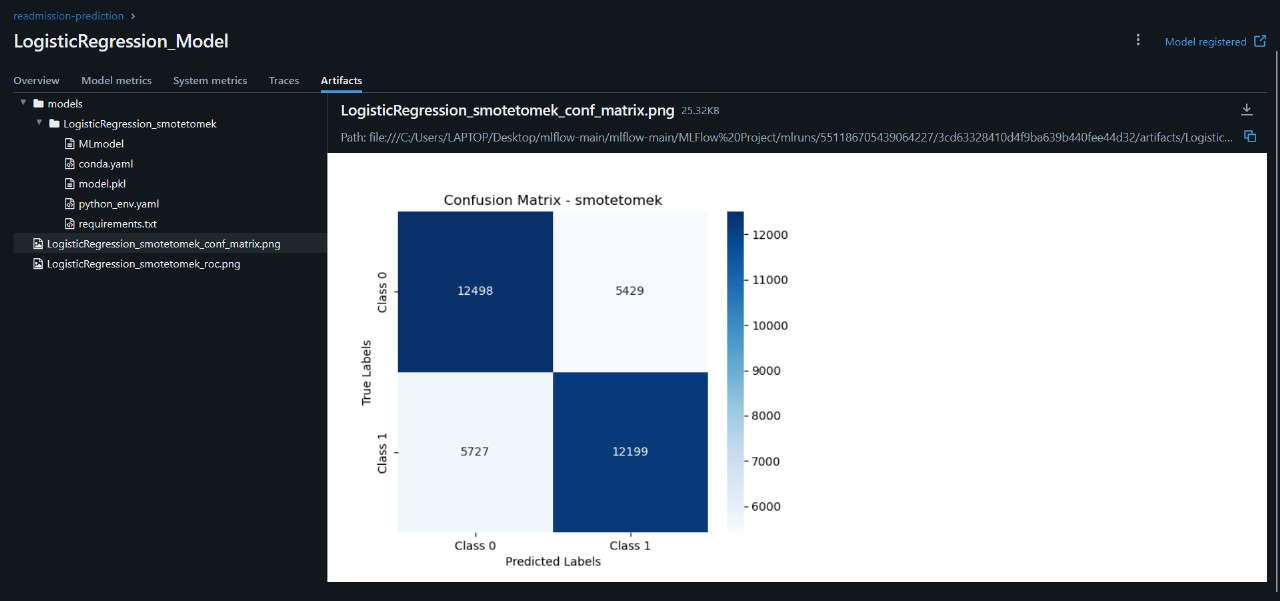 readmission-prediction >
LogisticRegression_Model
Model registered
Overview Model metrics System metrics Traces Artifacts
models
LogisticRegression_smotetomek
MLmodel
conda.yaml
model.pkl
python_env.yaml
requirements.txt
LogisticRegression_smotetomek_conf_matrix.png
LogisticRegression_smotetomek_roc.png
LogisticRegression_smotetomek_conf_matrix.png 25.32KB
Path: file:///C:/Users/LAPTOP/Desktop/mlflow-main/mlflow-main/MLFlow%20Project/mlruns/551186705439064227/3cd63328410d4f9ba639b440fee44d32/artifacts/Logistic...
Confusion Matrix - smotetomek
True Labels
Class 0
12498 5429
Class 1
5727 12199
Class 0 Class 1
Predicted Labels
12000
11000
10000
9000
8000
7000
6000